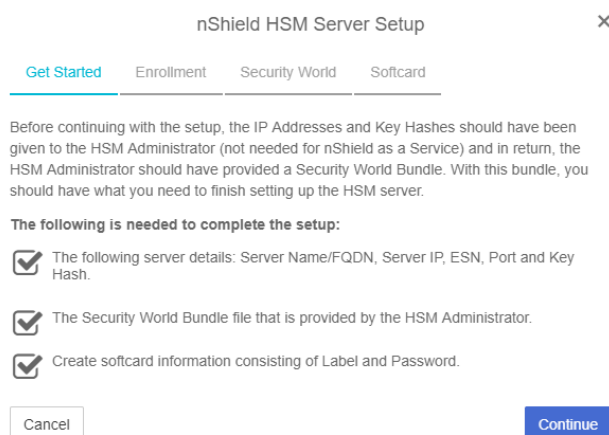 nShield HSM Server Setup
Get Started Enrollment Security World Softcard
Before continuing with the setup, the IP Addresses and Key Hashes should have been
given to the HSM Administrator (not needed for nShield as a Service) and in return, the
HSM Administrator should have provided a Security World Bundle. With this bundle, you
should have what you need to finish setting up the HSM server.
The following is needed to complete the setup:
The following server details: Server Name/FQDN, Server IP, ESN, Port and Key
Hash.
The Security World Bundle file that is provided by the HSM Administrator.
Create softcard information consisting of Label and Password.
Cancel Continue